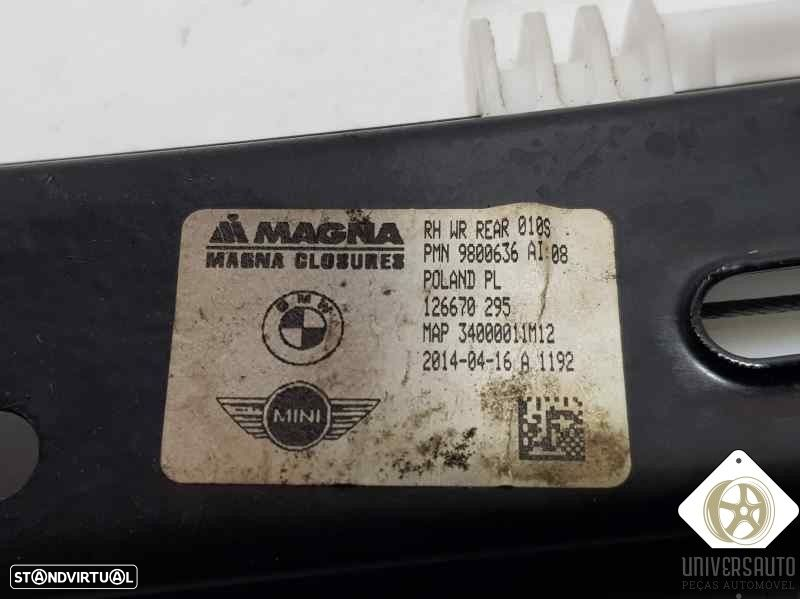 MAGNA
MAGNA CLOSURES
BMW
MINI
RH WR REAR 010S
PMN 9800636 AI:08
POLAND PL
126670 295
MAP 34000011M12
2014-04-16 A 1192
STANDVIRTUAL
UNIVERSAUTO
PEÇAS AUTOMÓVEL